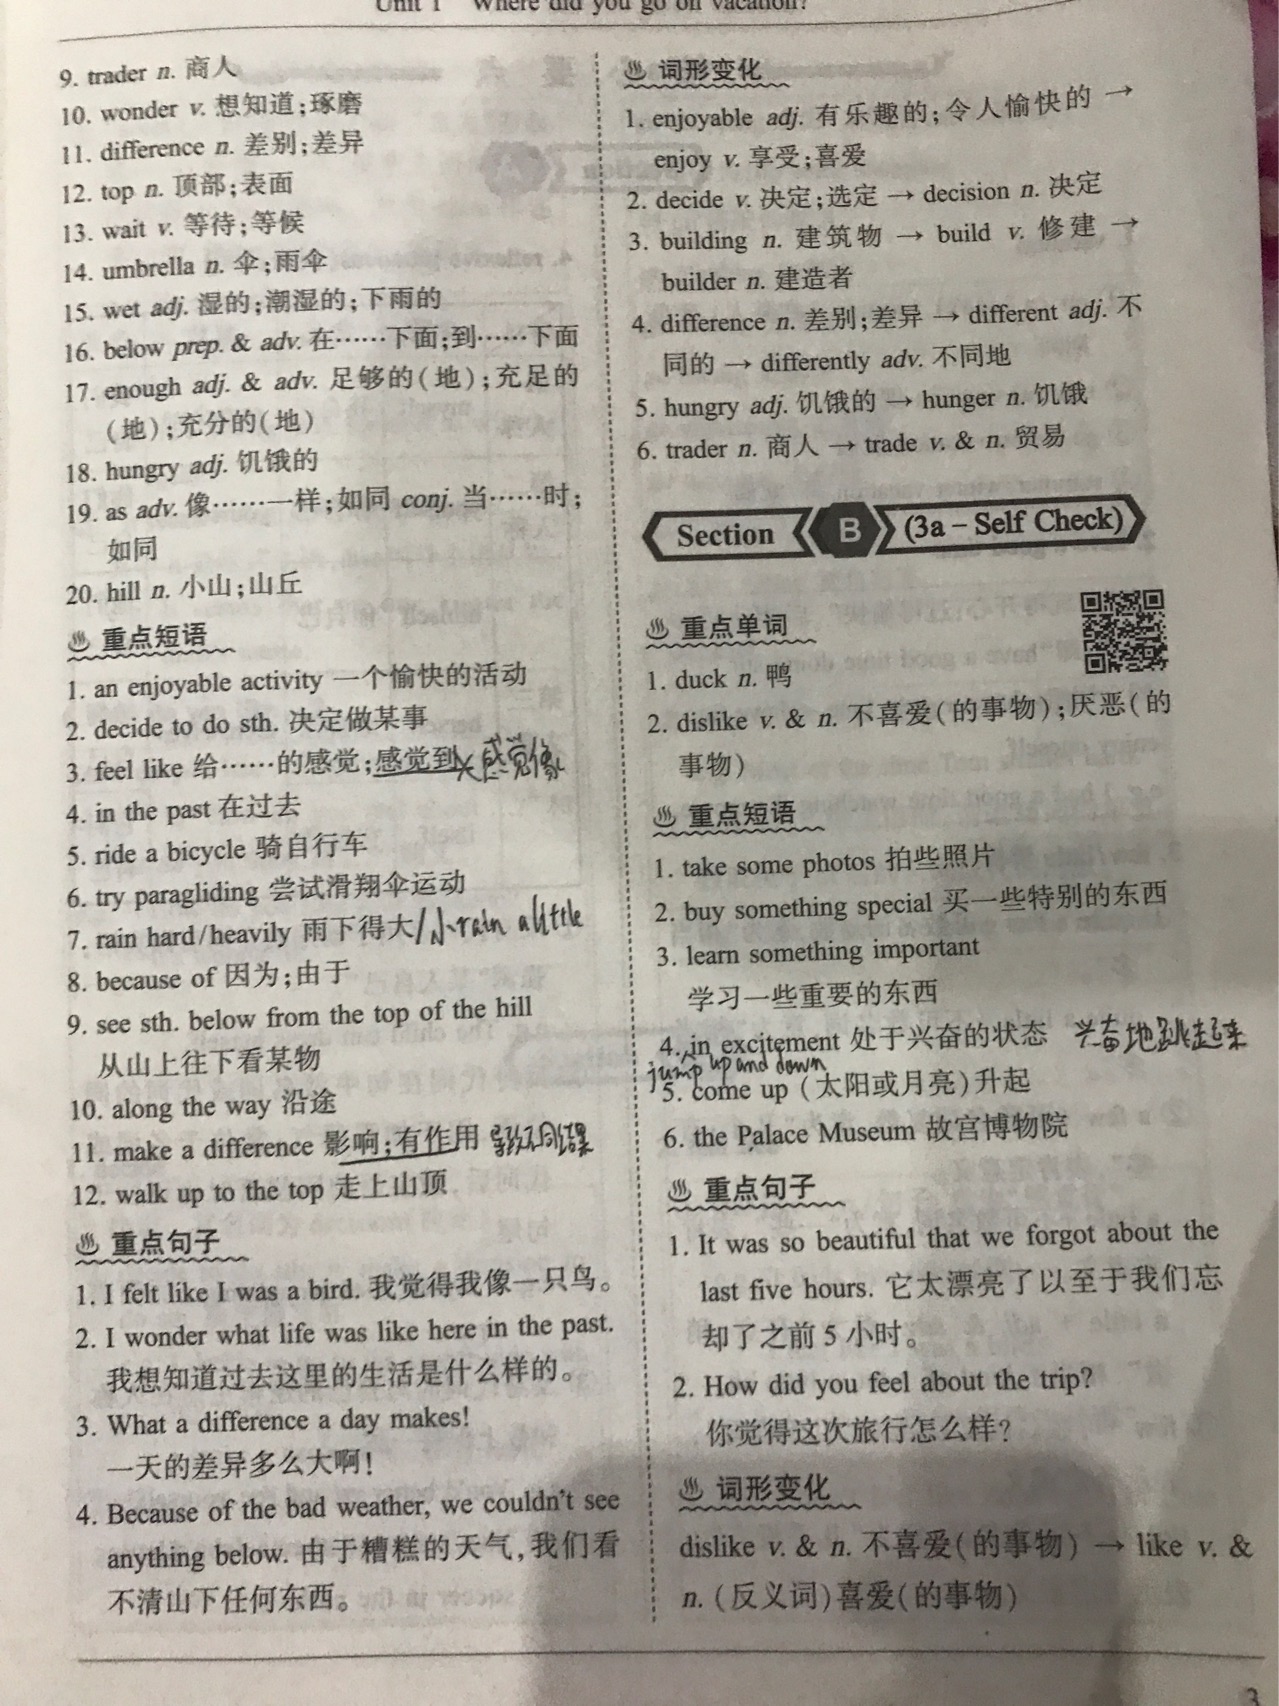 Unit 1 Where did you go on vacation?
9. trader n. 商人
10. wonder v. 想知道;琢磨
11. difference n. 差别;差异
12. top n. 顶部;表面
13. wait v. 等待;等候
14. umbrella n. 伞;雨伞
15. wet adj. 湿的;潮湿的;下雨的
16. below prep. & adv. 在……下面;到……下面
17. enough adj. & adv. 足够的(地);充足的
(地);充分的(地)
18. hungry adj. 饥饿的
19. as adv. 像……一样;如同 conj. 当……时;
如同
20. hill n. 小山;山丘
重点短语
1. an enjoyable activity 一个愉快的活动
2. decide to do sth. 决定做某事
3. feel like 给……的感觉;感觉到 感觉像
4. in the past 在过去
5. ride a bicycle 骑自行车
6. try paragliding 尝试滑翔伞运动
7. rain hard/heavily 雨下得大/小rain a little
8. because of 因为;由于
9. see sth. below from the top of the hill
从山上往下看某物
10. along the way 沿途
11. make a difference 影响;有作用 导致不同结果
12. walk up to the top 走上山顶
重点句子
1. I felt like I was a bird. 我觉得我像一只鸟。
2. I wonder what life was like here in the past.
我想知道过去这里的生活是什么样的。
3. What a difference a day makes!
一天的差异多么大啊!
4. Because of the bad weather, we couldn't see
anything below. 由于糟糕的天气,我们看
不清山下任何东西。
词形变化
1. enjoyable adj. 有乐趣的;令人愉快的 →
enjoy v. 享受;喜爱
2. decide v. 决定;选定 → decision n. 决定
3. building n. 建筑物 → build v. 修建 →
builder n. 建造者
4. difference n. 差别;差异 → different adj. 不
同的 → differently adv. 不同地
5. hungry adj. 饥饿的 → hunger n. 饥饿
6. trader n. 商人 → trade v. & n. 贸易
Section B (3a – Self Check)
重点单词
1. duck n. 鸭
2. dislike v. & n. 不喜爱(的事物);厌恶(的
事物)
重点短语
1. take some photos 拍些照片
2. buy something special 买一些特别的东西
3. learn something important
学习一些重要的东西
4. in excitement 处于兴奋的状态 兴奋地跳起来
jump up and down
5. come up (太阳或月亮)升起
6. the Palace Museum 故宫博物院
重点句子
1. It was so beautiful that we forgot about the
last five hours. 它太漂亮了以至于我们忘
却了之前 5 小时。
2. How did you feel about the trip?
你觉得这次旅行怎么样?
词形变化
dislike v. & n. 不喜爱(的事物) → like v. &
n. (反义词)喜爱(的事物)
3